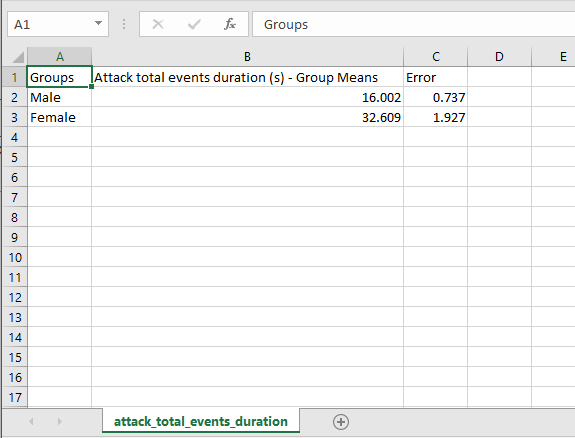 A1 fx Groups
A B C D E
1 Groups Attack total events duration (s) - Group Means Error
2 Male 16.002 0.737
3 Female 32.609 1.927
4
5
6
7
8
9
10
11
12
13
14
15
16
17
attack_total_events_duration